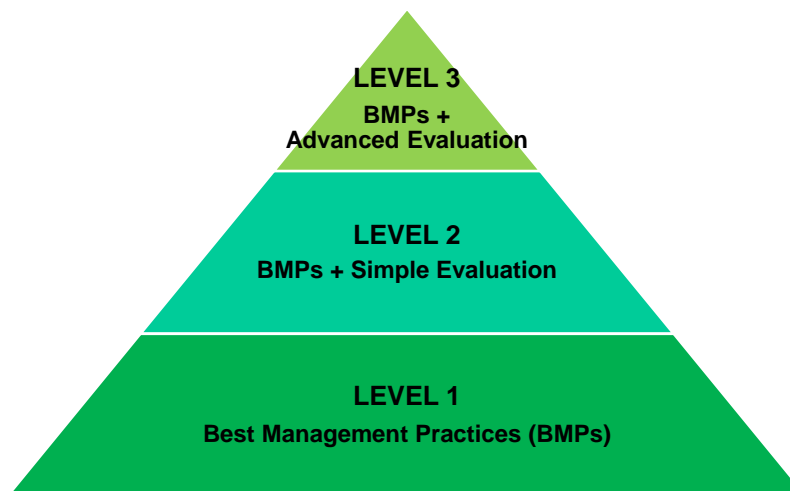 LEVEL 3
BMPs +
Advanced Evaluation
LEVEL 2
BMPs + Simple Evaluation
LEVEL 1
Best Management Practices (BMPs)